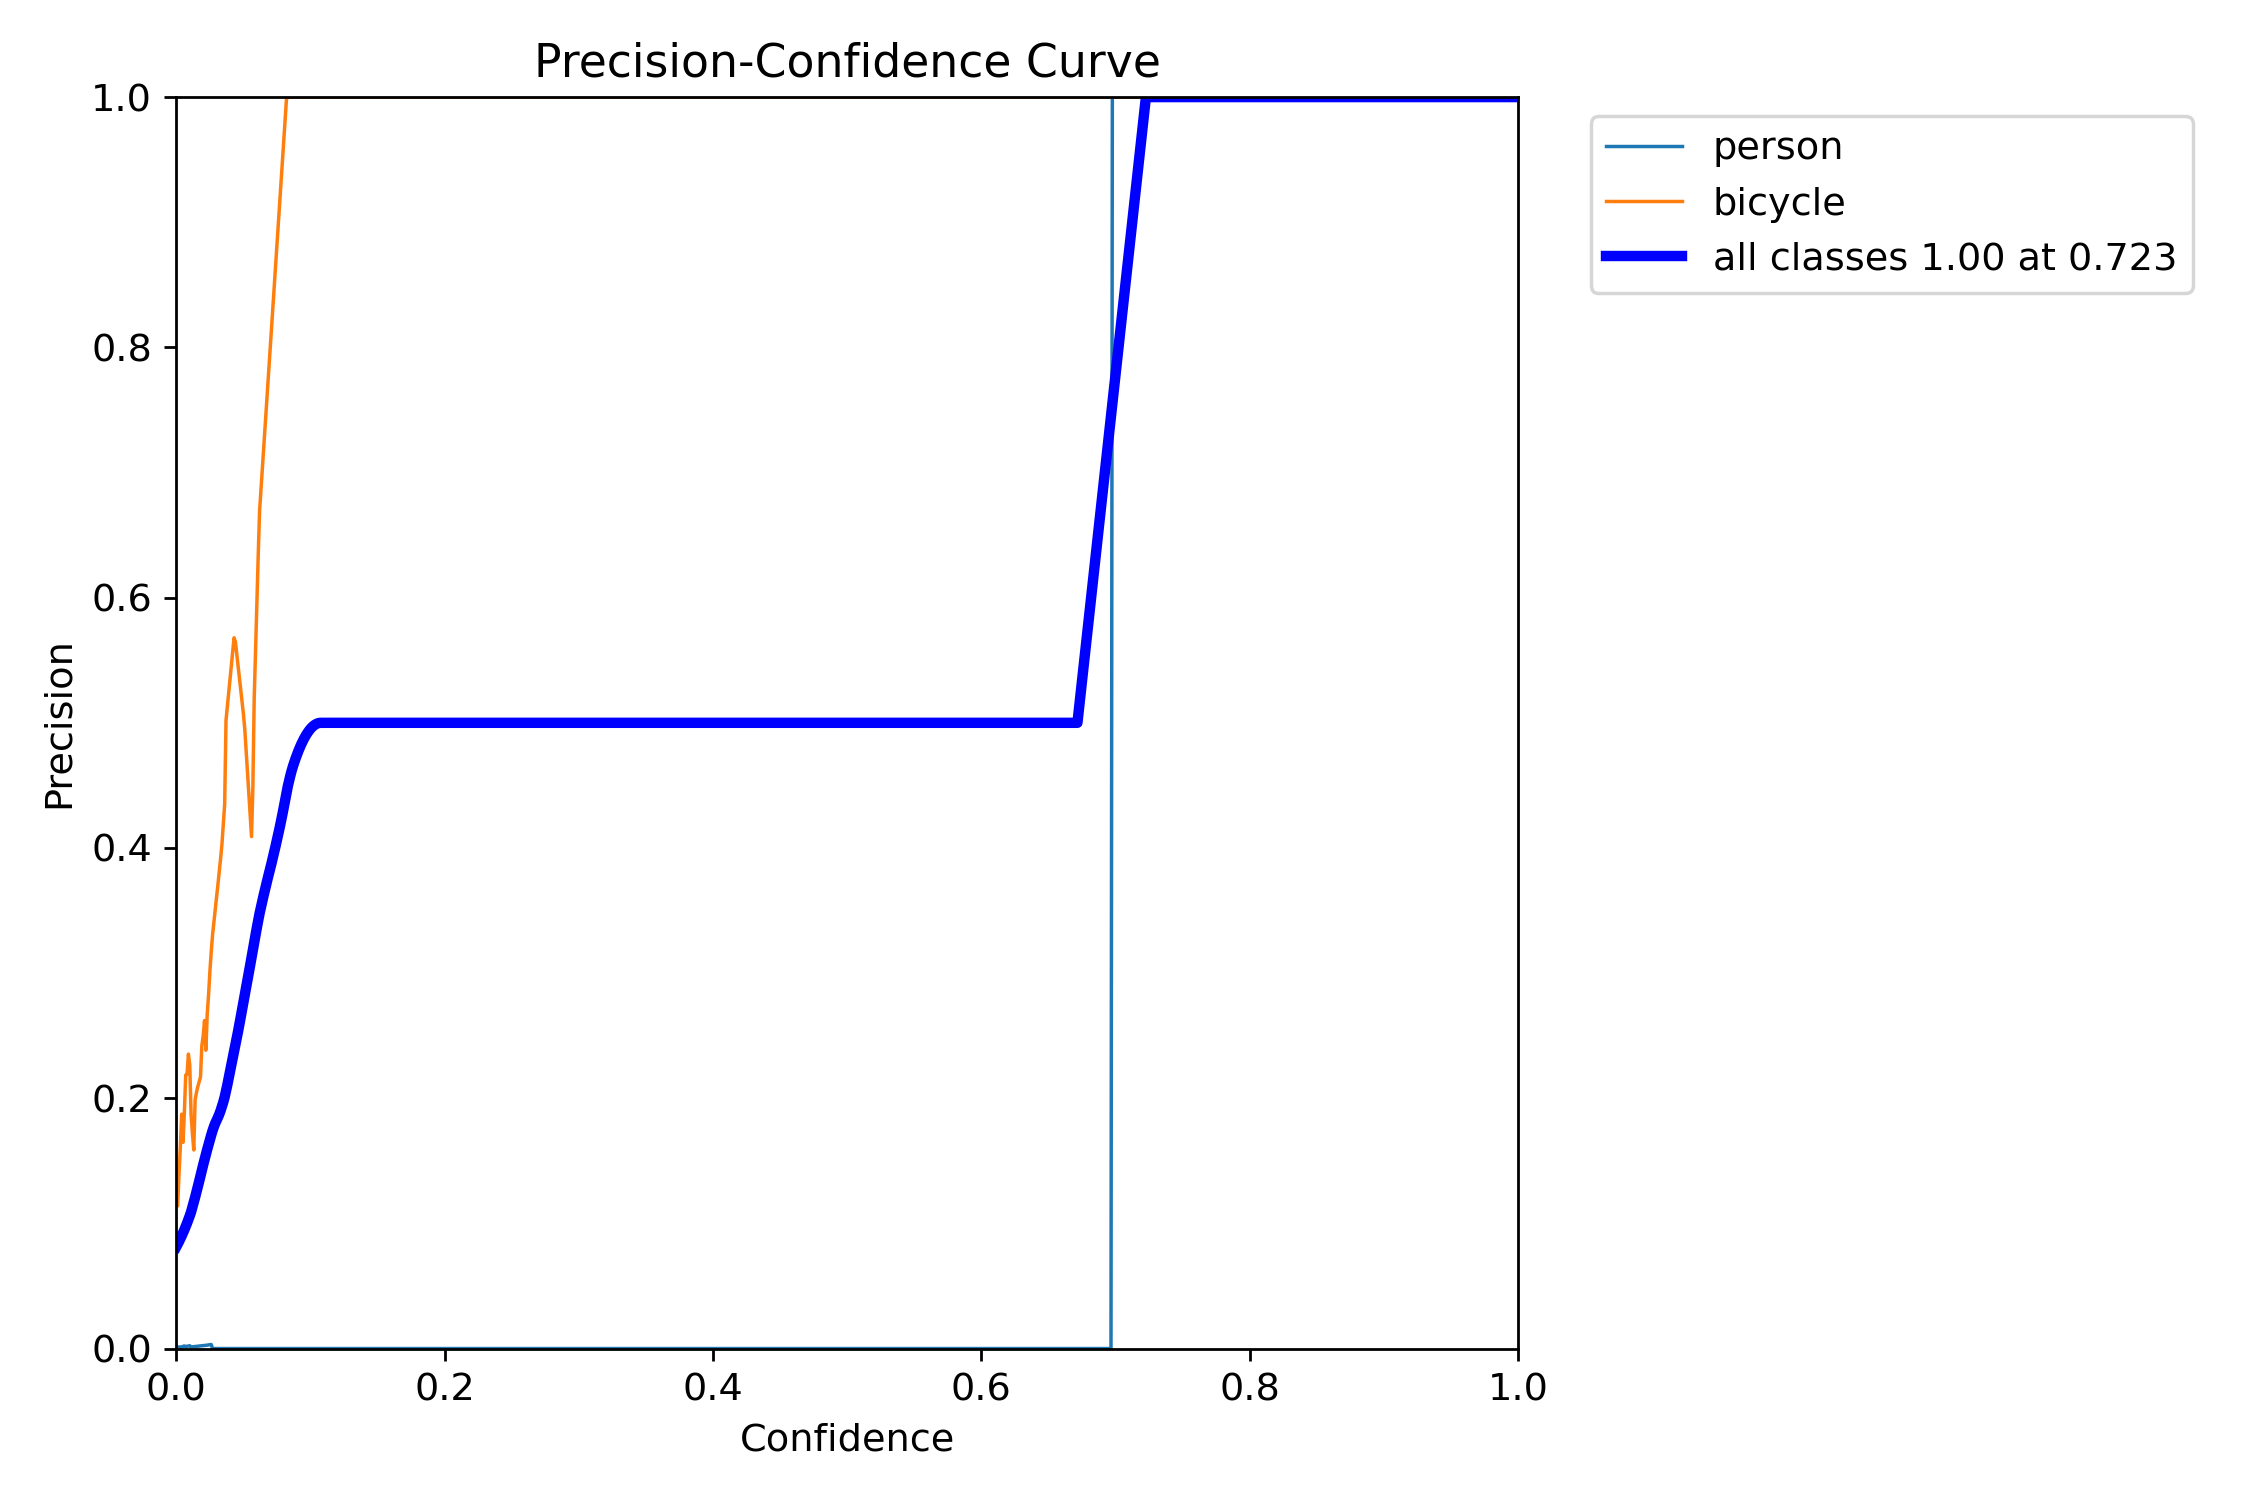 Precision-Confidence Curve
1.0
0.8
0.6
0.4
0.2
0.0
Precision
0.0 0.2 0.4 0.6 0.8 1.0
Confidence
person
bicycle
all classes 1.00 at 0.723